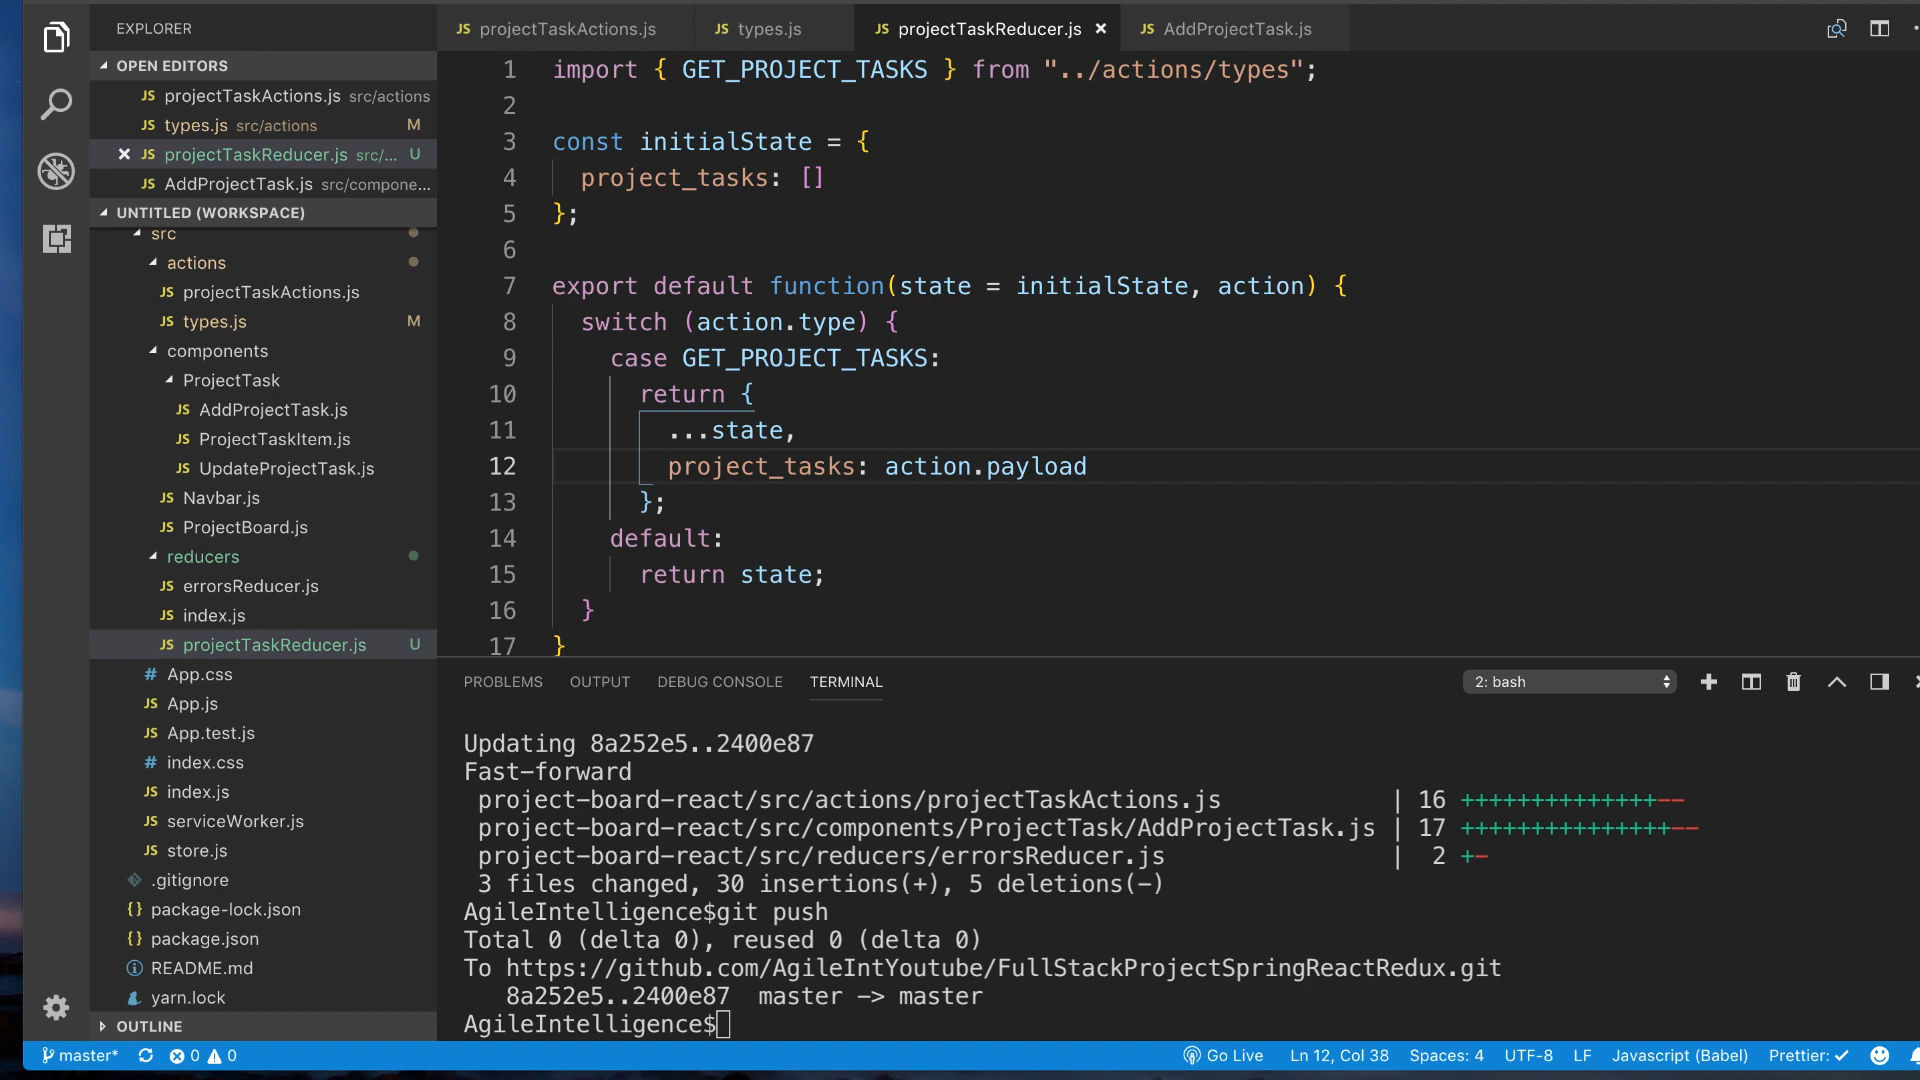 EXPLORER
OPEN EDITORS
JS projectTaskActions.js src/actions
JS types.js src/actions M
JS projectTaskReducer.js src/... U
JS AddProjectTask.js src/compone...
UNTITLED (WORKSPACE)
src
actions
JS projectTaskActions.js
JS types.js M
components
ProjectTask
JS AddProjectTask.js
JS ProjectTaskItem.js
JS UpdateProjectTask.js
JS Navbar.js
JS ProjectBoard.js
reducers
JS errorsReducer.js
JS index.js
JS projectTaskReducer.js U
# App.css
JS App.js
JS App.test.js
# index.css
JS index.js
JS serviceWorker.js
JS store.js
.gitignore
{} package-lock.json
{} package.json
README.md
yarn.lock
OUTLINE
JS projectTaskActions.js JS types.js JS projectTaskReducer.js JS AddProjectTask.js
1 import { GET_PROJECT_TASKS } from "../actions/types";
2
3 const initialState = {
4 project_tasks: []
5 };
6
7 export default function(state = initialState, action) {
8 switch (action.type) {
9 case GET_PROJECT_TASKS:
10 return {
11 ...state,
12 project_tasks: action.payload
13 };
14 default:
15 return state;
16 }
17 }
PROBLEMS OUTPUT DEBUG CONSOLE TERMINAL 2: bash
Updating 8a252e5..2400e87
Fast-forward
project-board-react/src/actions/projectTaskActions.js | 16 ++++++++++++++--
project-board-react/src/components/ProjectTask/AddProjectTask.js | 17 +++++++++++++++--
project-board-react/src/reducers/errorsReducer.js | 2 +-
3 files changed, 30 insertions(+), 5 deletions(-)
AgileIntelligence$git push
Total 0 (delta 0), reused 0 (delta 0)
To https://github.com/AgileIntYoutube/FullStackProjectSpringReactRedux.git
8a252e5..2400e87 master -> master
AgileIntelligence$
master* 0 0 Go Live Ln 12, Col 38 Spaces: 4 UTF-8 LF Javascript (Babel) Prettier: ✓